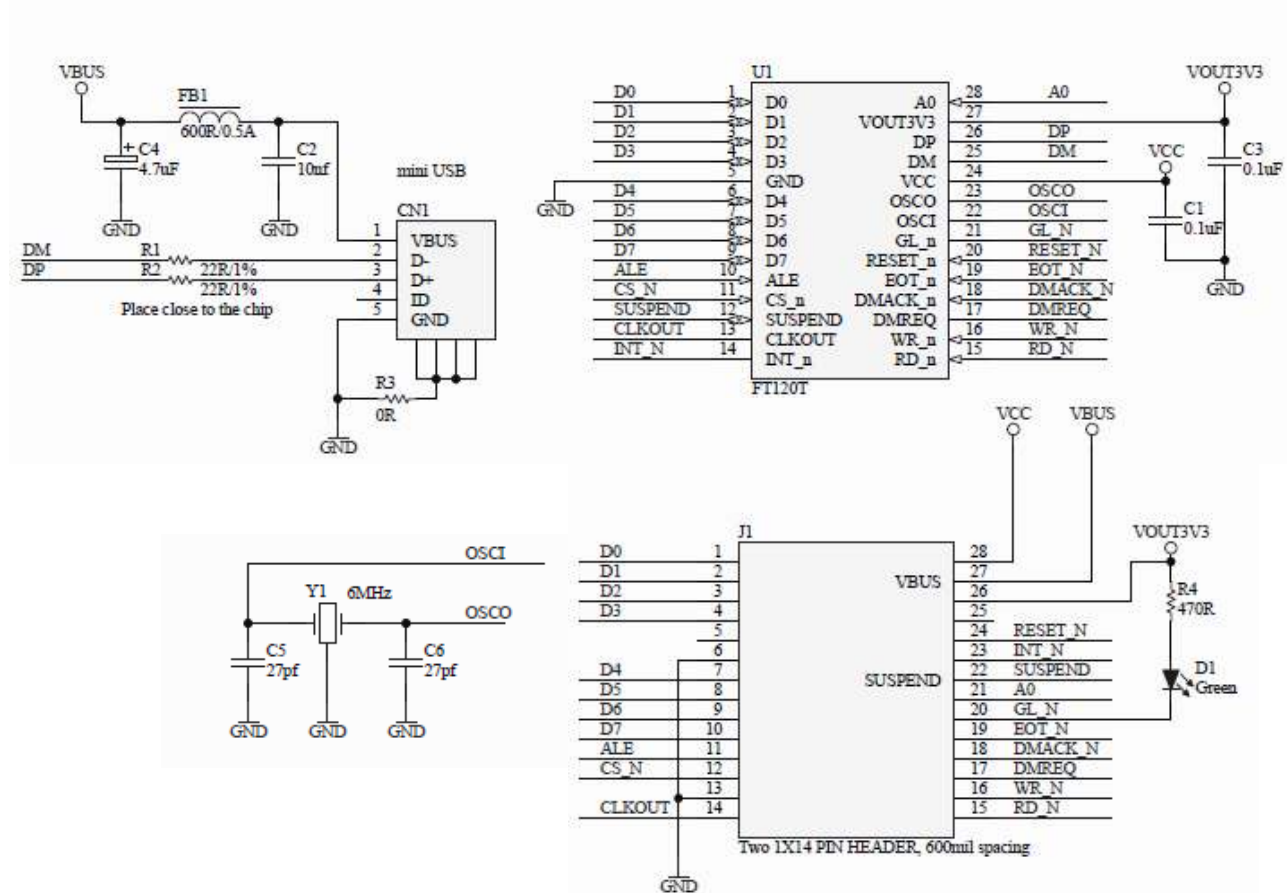 VBUS
FB1
600R/0.5A
C4
4.7uF
C2
10nf
GND
GND
mini USB
CN1
1 VBUS
2 D-
3 D+
4 ID
5 GND
DM R1
22R/1%
DP R2
22R/1%
Place close to the chip
R3
0R
GND
U1
D0 1 D0
D1 2 D1
D2 3 D2
D3 4 D3
5 GND
GND
D4 6 D4
D5 7 D5
D6 8 D6
D7 9 D7
ALE 10 ALE
CS_N 11 CS_n
SUSPEND 12 SUSPEND
CLKOUT 13 CLKOUT
INT_N 14 INT_n
A0 28 A0
VOUT3V3 27
DP 26 DP
DM 25 DM
VCC 24
OSCO 23 OSCO
OSCI 22 OSCI
GL_n 21 GL_N
RESET_n 20 RESET_N
EOT_n 19 EOT_N
DMACK_n 18 DMACK_N
DMREQ 17 DMREQ
WR_n 16 WR_N
RD_n 15 RD_N
FT120T
VOUT3V3
C3
0.1uF
VCC
C1
0.1uF
GND
OSCI
Y1 6MHz
OSCO
C5
27pf
C6
27pf
GND
GND
GND
VCC
VBUS
J1
D0 1
D1 2
D2 3
D3 4
5
6
D4 7
D5 8
D6 9
D7 10
ALE 11
CS_N 12
13
CLKOUT 14
GND
28
VBUS 27
26
25
24 RESET_N
23 INT_N
SUSPEND 22 SUSPEND
21 A0
20 GL_N
19 EOT_N
18 DMACK_N
17 DMREQ
16 WR_N
15 RD_N
VOUT3V3
R4
470R
D1
Green
Two 1X14 PIN HEADER, 600mil spacing